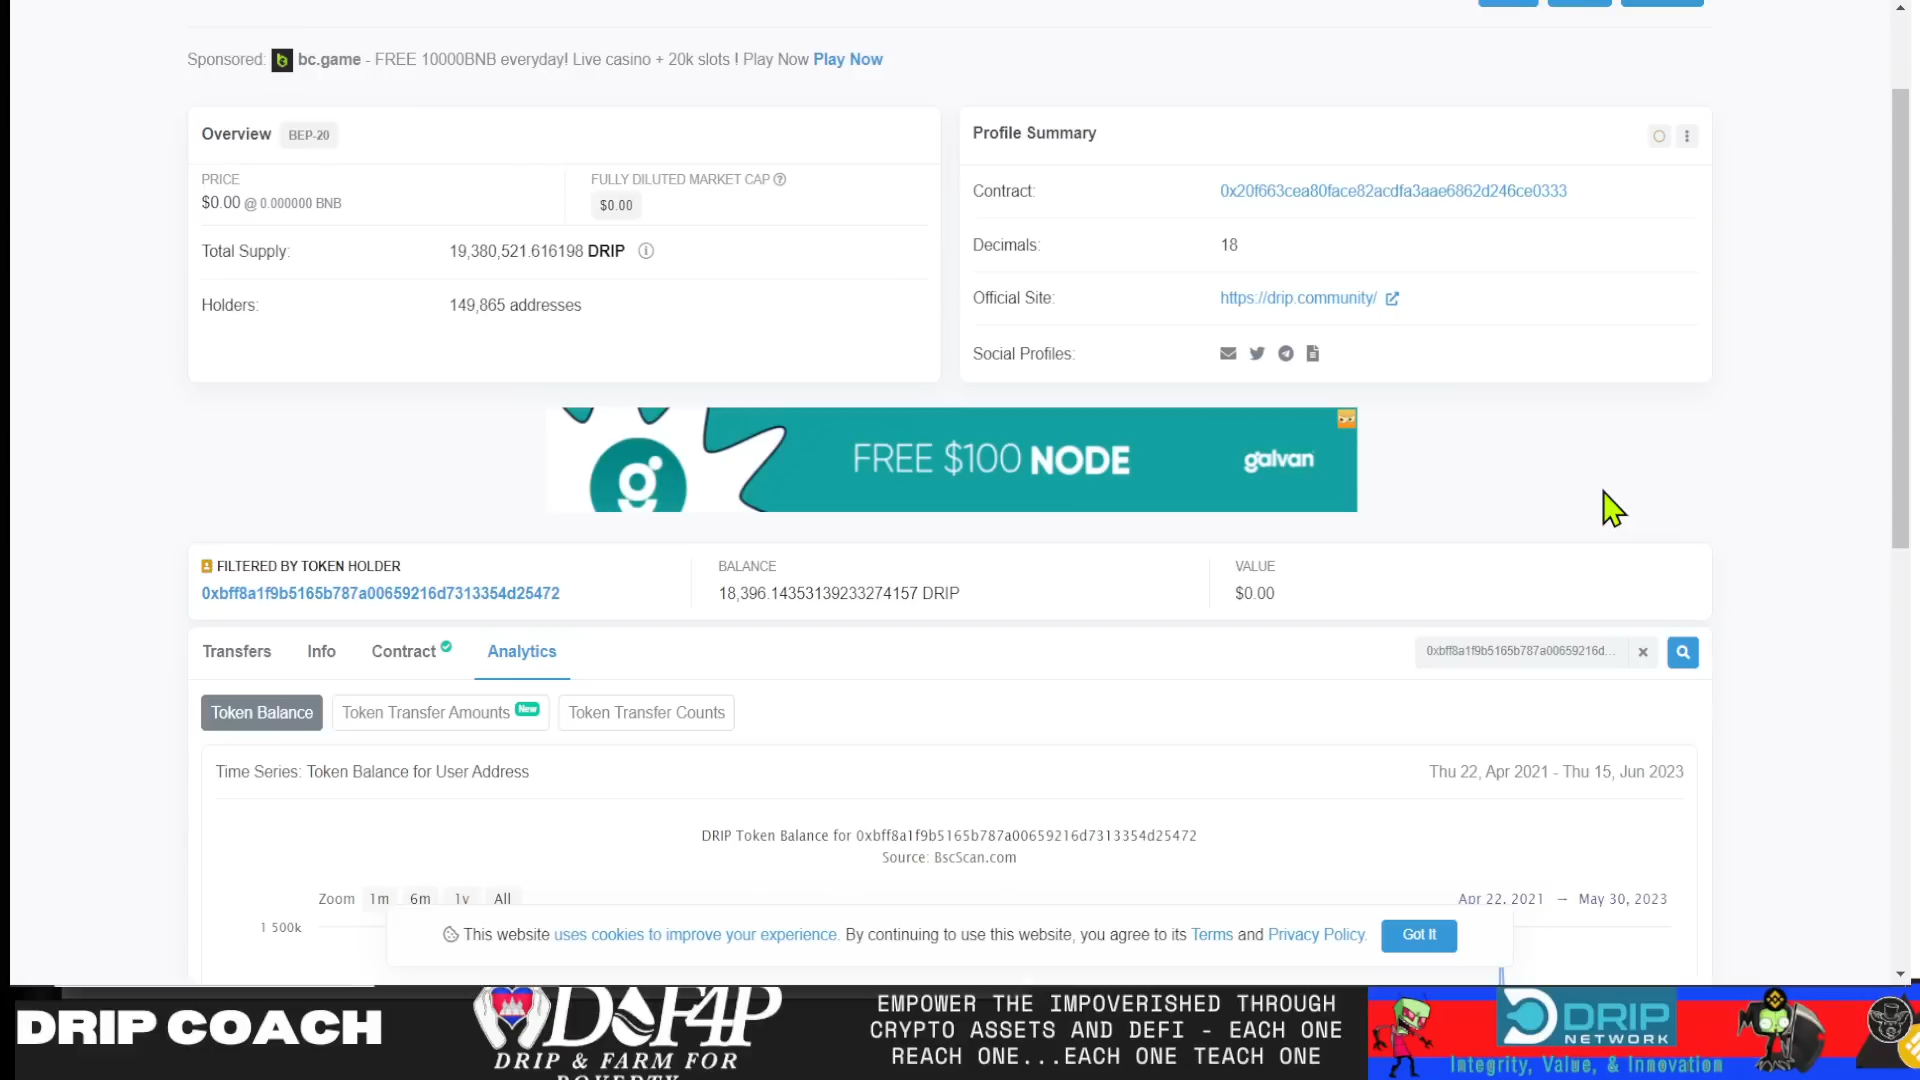 Sponsored: bc.game - FREE 10000BNB everyday! Live casino + 20k slots ! Play Now Play Now
Overview BEP-20
PRICE
$0.00 @ 0.000000 BNB
FULLY DILUTED MARKET CAP
$0.00
Total Supply: 19,380,521.616198 DRIP
Holders: 149,865 addresses
Profile Summary
Contract: 0x20f663cea80face82acdfa3aae6862d246ce0333
Decimals: 18
Official Site: https://drip.community/
Social Profiles:
FREE $100 NODE
galvan
FILTERED BY TOKEN HOLDER
0xbff8a1f9b5165b787a00659216d7313354d25472
BALANCE
18,396.14353139233274157 DRIP
VALUE
$0.00
Transfers Info Contract Analytics
0xbff8a1f9b5165b787a00659216d...
Token Balance Token Transfer Amounts New Token Transfer Counts
Time Series: Token Balance for User Address
Thu 22, Apr 2021 - Thu 15, Jun 2023
DRIP Token Balance for 0xbff8a1f9b5165b787a00659216d7313354d25472
Source: BscScan.com
Zoom 1m 6m 1y All
Apr 22, 2021 → May 30, 2023
1 500k
This website uses cookies to improve your experience. By continuing to use this website, you agree to its Terms and Privacy Policy.
Got It
DRIP COACH
DOF4P
DRIP & FARM FOR
POVERTY
EMPOWER THE IMPOVERISHED THROUGH
CRYPTO ASSETS AND DEFI - EACH ONE
REACH ONE...EACH ONE TEACH ONE
DRIP
NETWORK
Integrity, Value, & Innovation